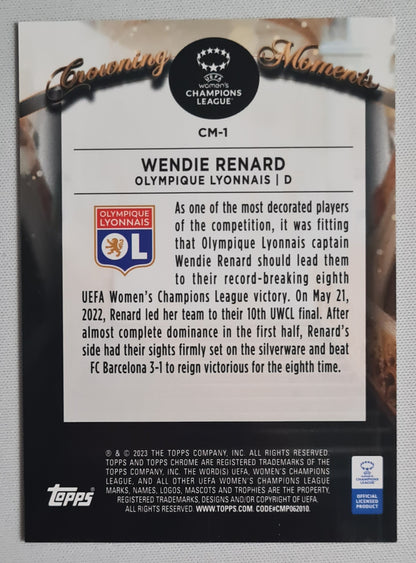 Crowning Moments
UEFA
women's
CHAMPIONS
LEAGUE
CM-1
WENDIE RENARD
OLYMPIQUE LYONNAIS | D
OLYMPIQUE
LYONNAIS
OL
As one of the most decorated players
of the competition, it was fitting
that Olympique Lyonnais captain
Wendie Renard should lead them
to their record-breaking eighth
UEFA Women's Champions League victory. On May 21,
2022, Renard led her team to their 10th UWCL final. After
almost complete dominance in the first half, Renard's
side had their sights firmly set on the silverware and beat
FC Barcelona 3-1 to reign victorious for the eighth time.
® & © 2023 THE TOPPS COMPANY, INC. ALL RIGHTS RESERVED.
TOPPS AND TOPPS CHROME ARE REGISTERED TRADEMARKS OF THE
TOPPS COMPANY, INC. THE WORD(S) UEFA, WOMEN'S CHAMPIONS
LEAGUE, AND ALL OTHER UEFA WOMEN'S CHAMPIONS LEAGUE
MARKS, NAMES, LOGOS, MASCOTS AND TROPHIES ARE THE PROPERTY,
REGISTERED TRADEMARKS, DESIGNS AND/OR COPYRIGHT OF UEFA.
ALL RIGHTS RESERVED. WWW.TOPPS.COM. CODE#CMP062010.
TOPPS
CHAMPIONS
LEAGUE
OFFICIAL
LICENSED
PRODUCT